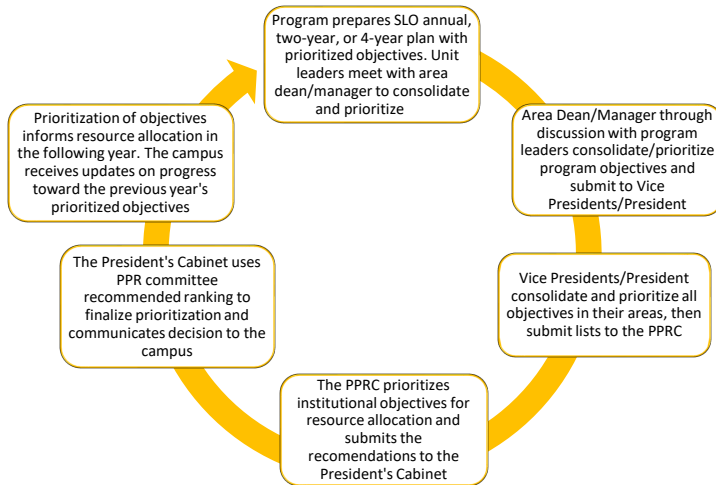 Program prepares SLO annual,
two-year, or 4-year plan with
prioritized objectives. Unit
leaders meet with area
dean/manager to consolidate
and prioritize
Area Dean/Manager through
discussion with program
leaders consolidate/prioritize
program objectives and
submit to Vice
Presidents/President
Vice Presidents/President
consolidate and prioritize all
objectives in their areas, then
submit lists to the PPRC
The PPRC prioritizes
institutional objectives for
resource allocation and
submits the
recomendations to the
President's Cabinet
The President's Cabinet uses
PPR committee
recommended ranking to
finalize prioritization and
communicates decision to the
campus
Prioritization of objectives
informs resource allocation in
the following year. The campus
receives updates on progress
toward the previous year's
prioritized objectives